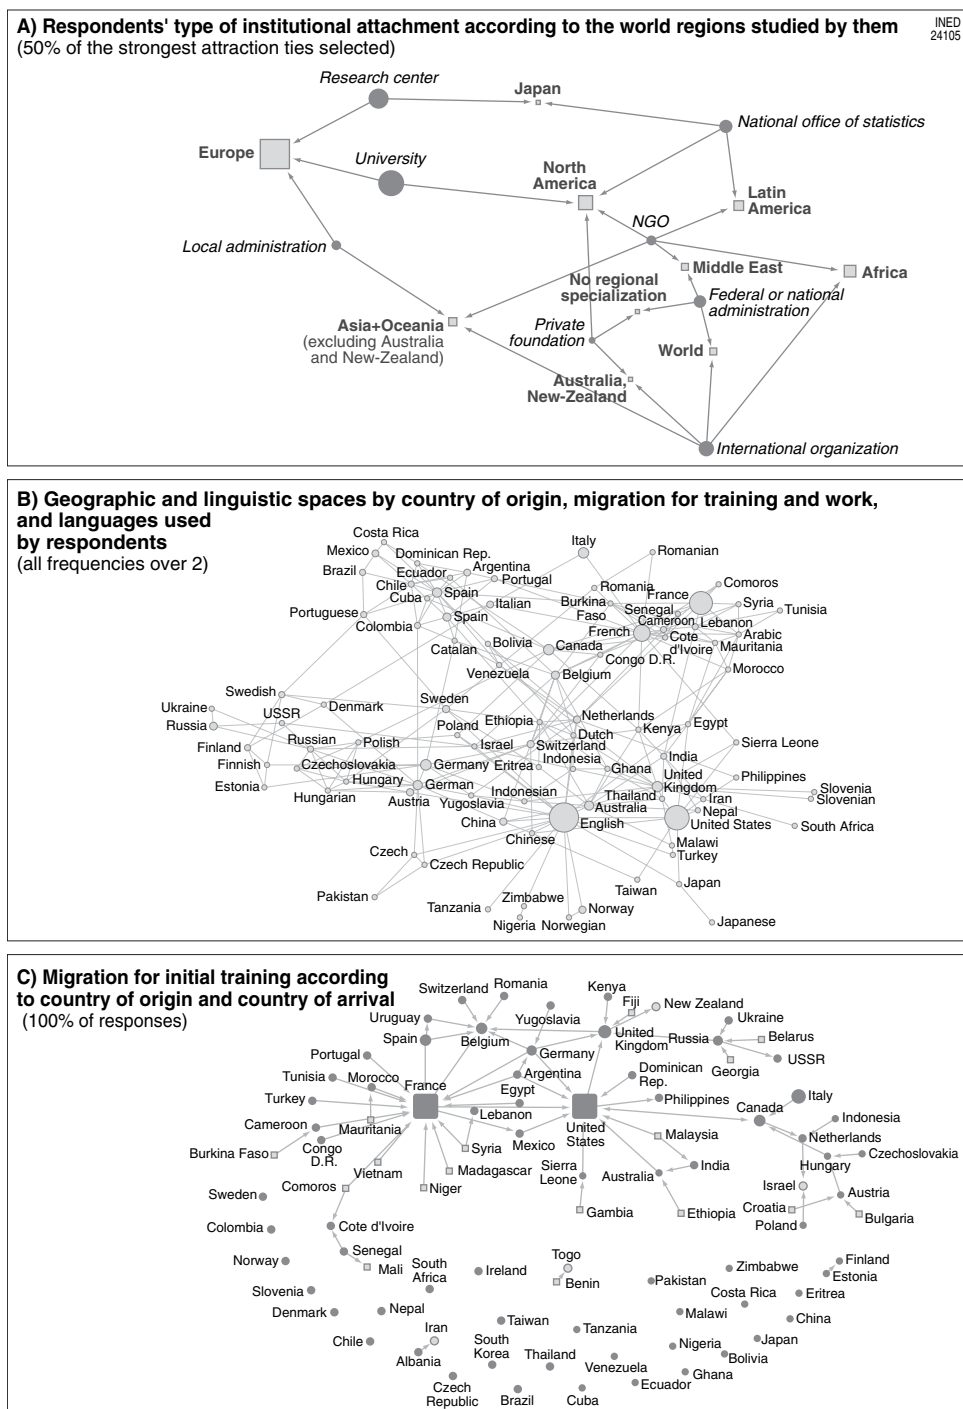 A) Respondents' type of institutional attachment according to the world regions studied by them
(50% of the strongest attraction ties selected)
INED
24105
Research center
Japan
National office of statistics
Europe
University
North
America
Latin
America
NGO
Local administration
Middle East
Africa
No regional
specialization
Federal or national
administration
Asia+Oceania
(excluding Australia
and New-Zealand)
Private
foundation
World
Australia,
New-Zealand
International organization
B) Geographic and linguistic spaces by country of origin, migration for training and work,
and languages used
by respondents
(all frequencies over 2)
Costa Rica
Mexico
Dominican Rep.
Italy
Romanian
Brazil
Ecuador
Argentina
Portugal
Chile
Cuba
Spain
Romania
Comoros
France
Portuguese
Italian
Burkina
Faso
Senegal
Syria
Tunisia
Colombia
Spain
Cameroon
Lebanon
French
Cote
d'Ivoire
Arabic
Mauritania
Catalan
Bolivia
Canada
Congo D.R.
Morocco
Venezuela
Belgium
Swedish
Ukraine
Denmark
Sweden
USSR
Russia
Ethiopia
Netherlands
Kenya
Egypt
Poland
Dutch
Finland
Russian
Polish
Israel
Switzerland
Sierra Leone
Indonesia
India
Finnish
Czechoslovakia
Germany
Eritrea
Ghana
United
Kingdom
Philippines
Estonia
Hungary
German
Hungarian
Austria
Yugoslavia
Indonesian
Thailand
Iran
Slovenia
Slovenian
Australia
Nepal
China
English
United States
South Africa
Chinese
Malawi
Turkey
Czech
Czech Republic
Taiwan
Japan
Pakistan
Zimbabwe
Tanzania
Norway
Nigeria
Norwegian
Japanese
C) Migration for initial training according
to country of origin and country of arrival
(100% of responses)
Switzerland
Romania
Kenya
Fiji
New Zealand
Uruguay
Yugoslavia
Ukraine
Spain
Belgium
United
Kingdom
Russia
Belarus
Portugal
Germany
USSR
Georgia
Tunisia
Morocco
France
Argentina
Dominican
Rep.
Egypt
Philippines
Italy
Turkey
Lebanon
Canada
Indonesia
Cameroon
Mauritania
Mexico
United
States
Malaysia
Netherlands
Burkina Faso
Congo
D.R.
Syria
Hungary
Czechoslovakia
Vietnam
Madagascar
Sierra
Leone
India
Australia
Comoros
Niger
Israel
Austria
Sweden
Gambia
Ethiopia
Croatia
Bulgaria
Poland
Colombia
Cote d'Ivoire
Norway
Senegal
Mali
South
Africa
Ireland
Togo
Benin
Zimbabwe
Finland
Pakistan
Estonia
Slovenia
Costa Rica
Eritrea
Denmark
Nepal
Malawi
China
Taiwan
Tanzania
Chile
Iran
South
Korea
Nigeria
Japan
Albania
Thailand
Venezuela
Bolivia
Ghana
Czech
Republic
Brazil
Cuba
Ecuador